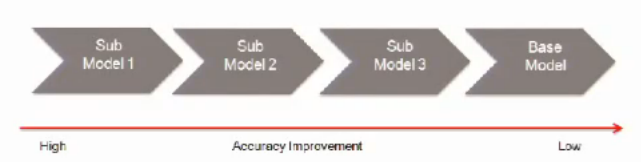 Sub
Model 1
Sub
Model 2
Sub
Model 3
Base
Model
High
Accuracy Improvement
Low